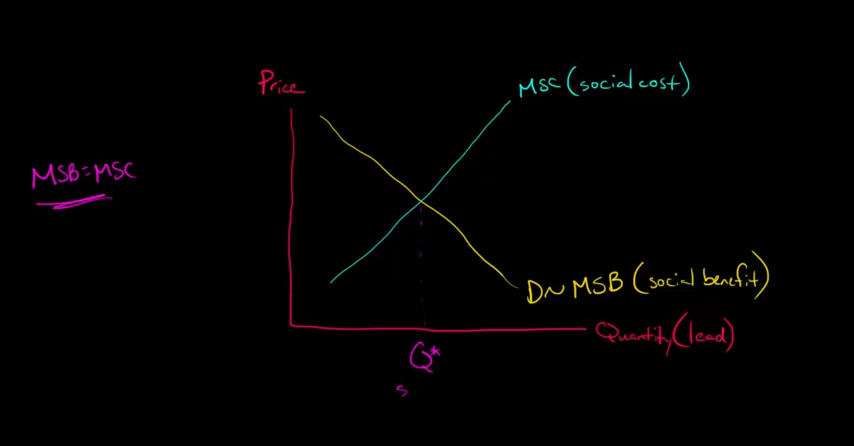 Price
MSC (social cost)
MSB=MSC
D~MSB (social benefit)
Quantity (lead)
Q*
s